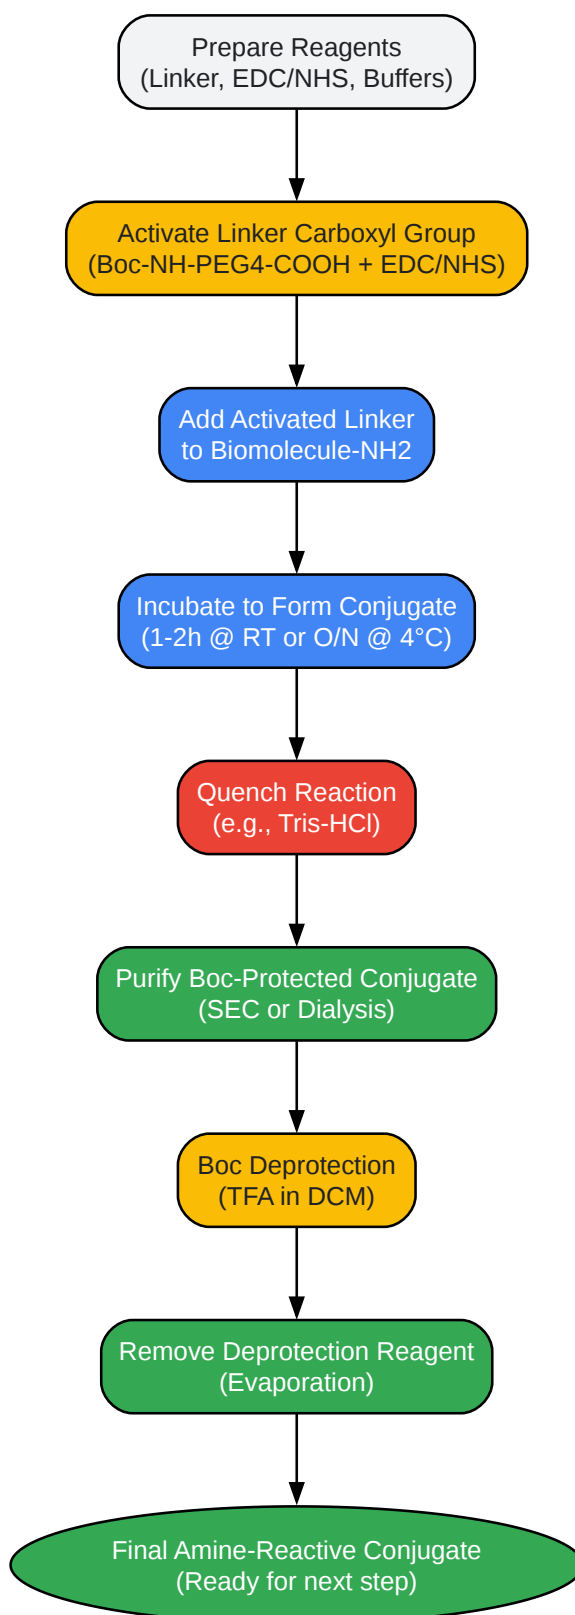 Prepare Reagents
(Linker, EDC/NHS, Buffers)
Activate Linker Carboxyl Group
(Boc-NH-PEG4-COOH + EDC/NHS)
Add Activated Linker
to Biomolecule-NH2
Incubate to Form Conjugate
(1-2h @ RT or O/N @ 4°C)
Quench Reaction
(e.g., Tris-HCl)
Purify Boc-Protected Conjugate
(SEC or Dialysis)
Boc Deprotection
(TFA in DCM)
Remove Deprotection Reagent
(Evaporation)
Final Amine-Reactive Conjugate
(Ready for next step)